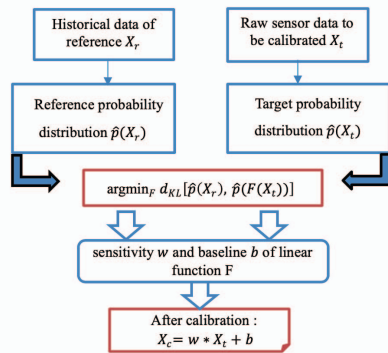 Historical data of
reference X_r
Raw sensor data to
be calibrated X_t
Reference probability
distribution p̂(X_r)
Target probability
distribution p̂(X_t)
argmin_F d_KL[p̂(X_r), p̂(F(X_t))]
sensitivity w and baseline b of linear
function F
After calibration :
X_c= w * X_t + b